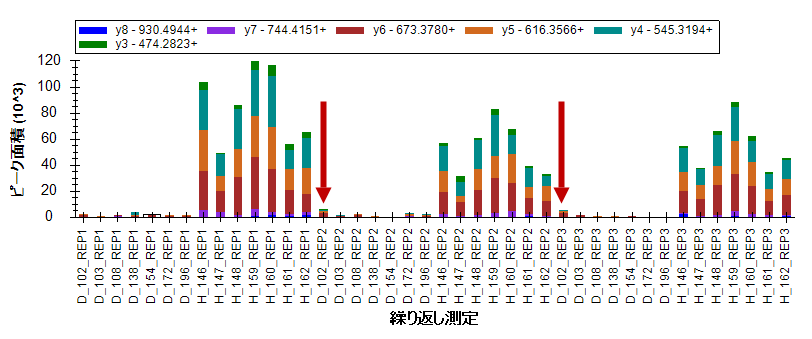 y8 - 930.4944+ y7 - 744.4151+ y6 - 673.3780+ y5 - 616.3566+ y4 - 545.3194+
y3 - 474.2823+
ピーク面積 (10^3)
120
100
80
60
40
20
0
D_102_REP1
D_103_REP1
D_108_REP1
D_138_REP1
D_154_REP1
D_172_REP1
D_196_REP1
H_146_REP1
H_147_REP1
H_148_REP1
H_159_REP1
H_160_REP1
H_161_REP1
H_162_REP1
D_102_REP2
D_103_REP2
D_108_REP2
D_138_REP2
D_154_REP2
D_172_REP2
D_196_REP2
H_146_REP2
H_147_REP2
H_148_REP2
H_159_REP2
H_160_REP2
H_161_REP2
H_162_REP2
D_102_REP3
D_103_REP3
D_108_REP3
D_138_REP3
D_154_REP3
D_172_REP3
D_196_REP3
H_146_REP3
H_147_REP3
H_148_REP3
H_159_REP3
H_160_REP3
H_161_REP3
H_162_REP3
繰り返し測定